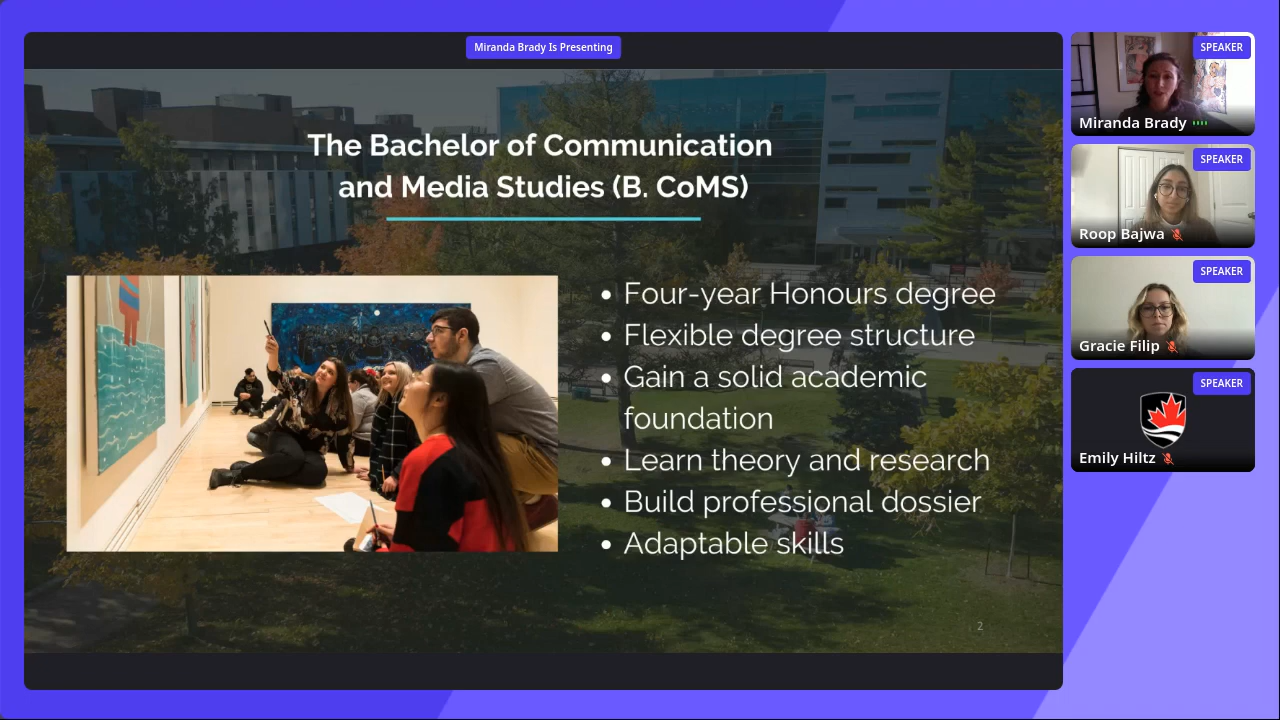 Miranda Brady Is Presenting
The Bachelor of Communication
and Media Studies (B. CoMS)
• Four-year Honours degree
• Flexible degree structure
• Gain a solid academic
foundation
• Learn theory and research
• Build professional dossier
• Adaptable skills
2
SPEAKER
Miranda Brady
SPEAKER
Roop Bajwa
SPEAKER
Gracie Filip
SPEAKER
Emily Hiltz